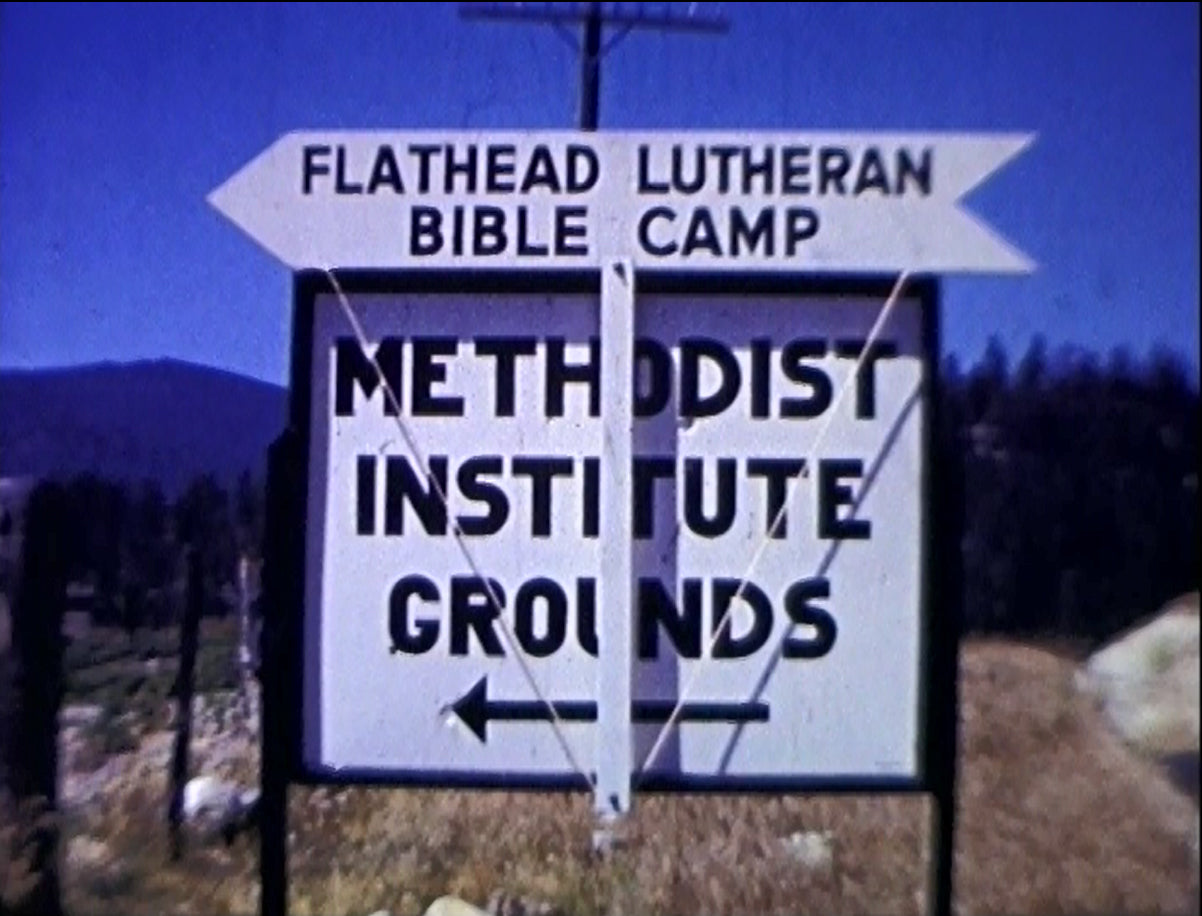 FLATHEAD LUTHERAN
BIBLE CAMP
METHODIST
INSTITUTE
GROUNDS